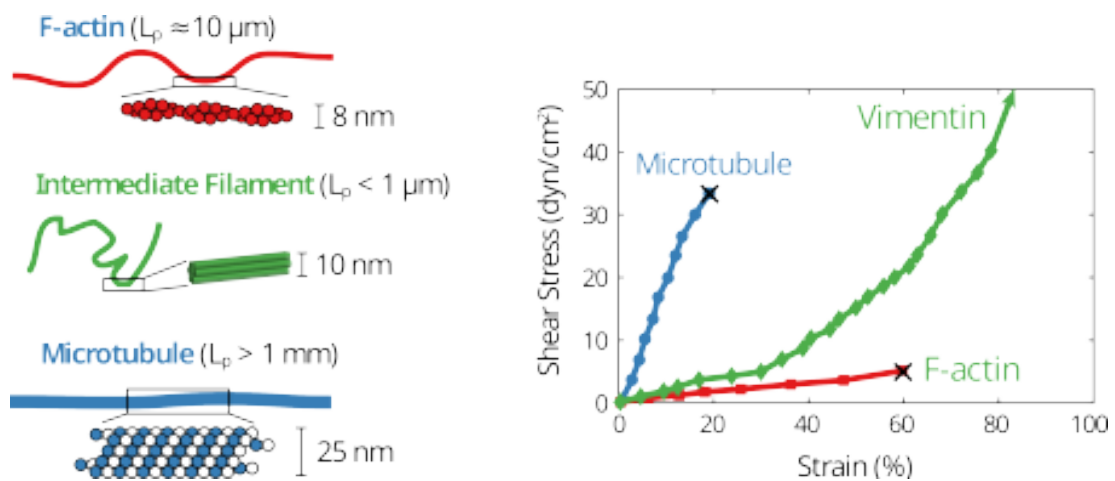 F-actin (Lₚ ≈ 10 µm)
8 nm
Intermediate Filament (Lₚ < 1 µm)
10 nm
Microtubule (Lₚ > 1 mm)
25 nm
Shear Stress (dyn/cm²)
50
40
30
20
10
0
Vimentin
Microtubule
F-actin
0
20
40
60
80
100
Strain (%)